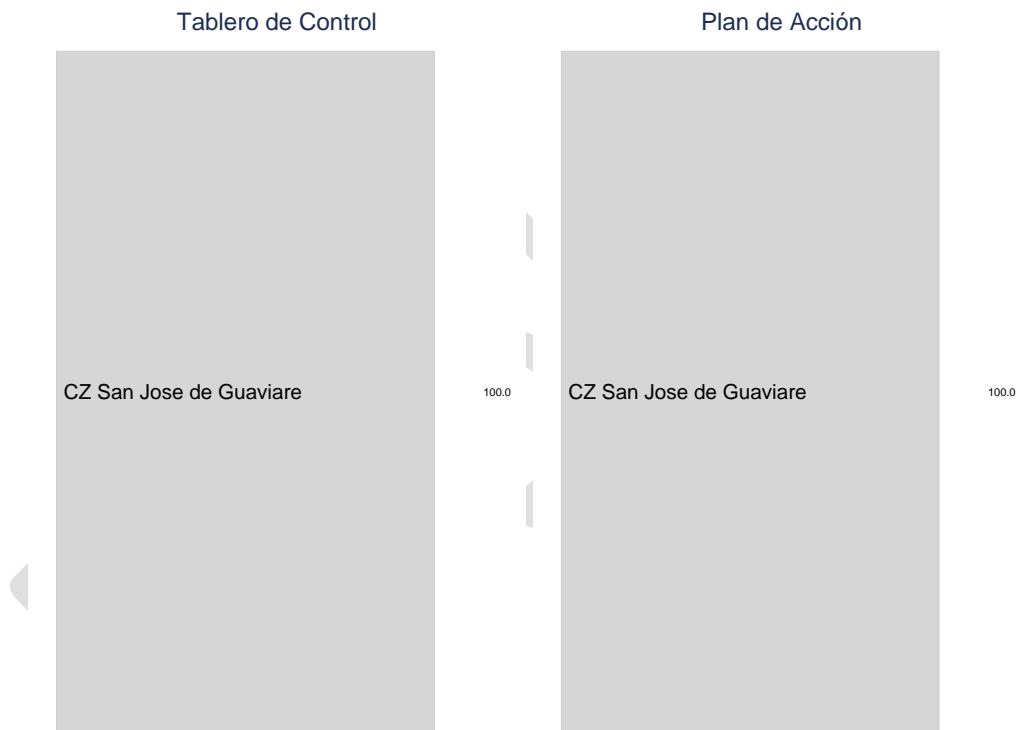 Tablero de Control
CZ San Jose de Guaviare 100.0
Plan de Acción
CZ San Jose de Guaviare 100.0